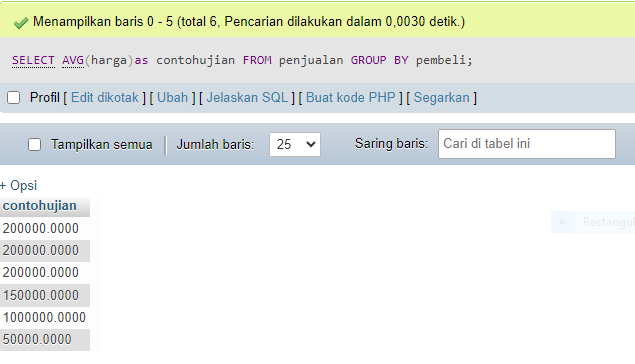 Menampilkan baris 0 - 5 (total 6, Pencarian dilakukan dalam 0,0030 detik.)
SELECT AVG(harga)as contohujian FROM penjualan GROUP BY pembeli;
Profil [ Edit dikotak ] [ Ubah ] [ Jelaskan SQL ] [ Buat kode PHP ] [ Segarkan ]
Tampilkan semua Jumlah baris: 25 Saring baris: Cari di tabel ini
+ Opsi
contohujian
200000.0000
200000.0000
200000.0000
150000.0000
1000000.0000
50000.0000